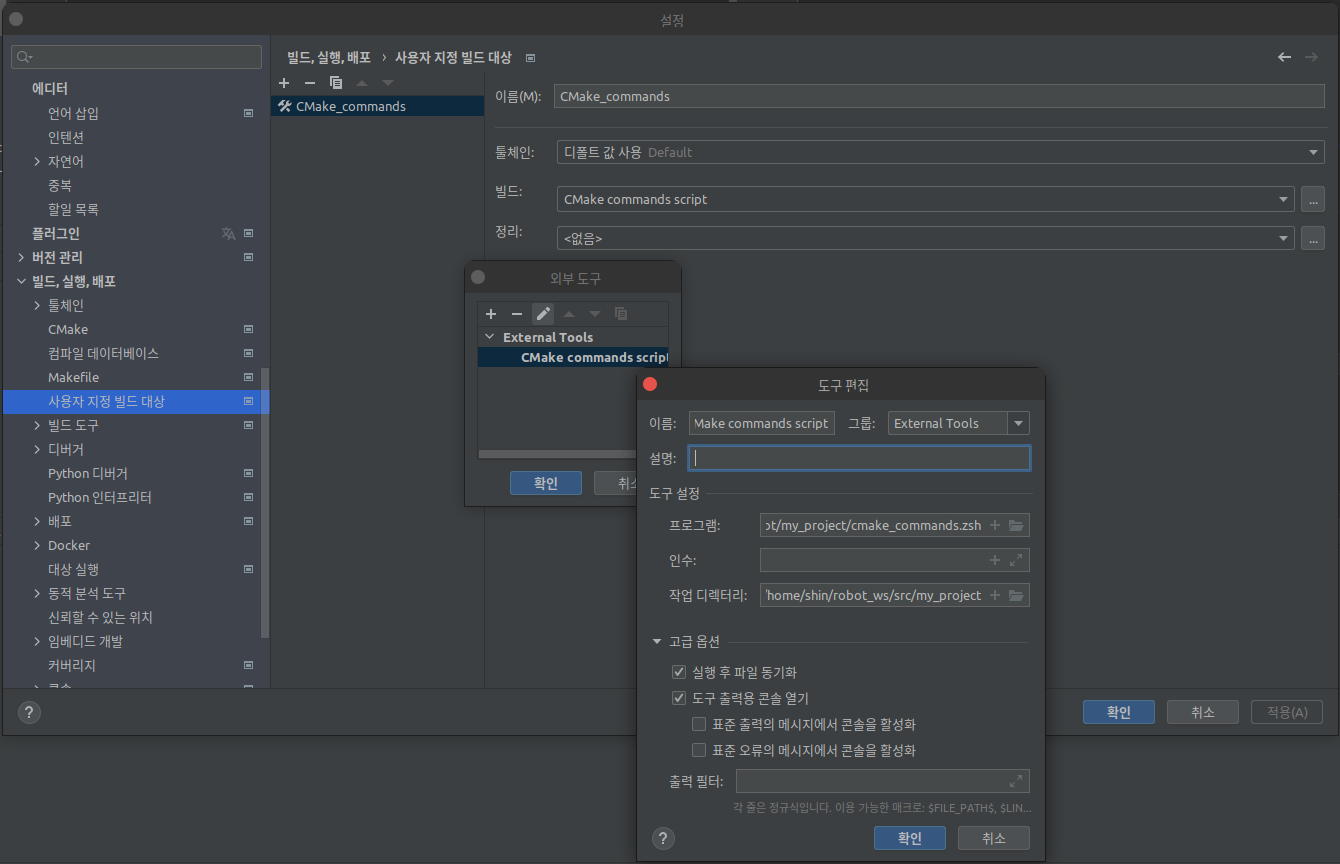 설정
에디터
언어 삽입
인텐션
자연어
중복
할일 목록
플러그인
버전 관리
빌드, 실행, 배포
툴체인
CMake
컴파일 데이터베이스
Makefile
사용자 지정 빌드 대상
빌드 도구
디버거
Python 디버거
Python 인터프리터
배포
Docker
대상 실행
동적 분석 도구
신뢰할 수 있는 위치
임베디드 개발
커버리지
?
빌드, 실행, 배포 › 사용자 지정 빌드 대상
CMake_commands
이름(M): CMake_commands
툴체인: 디폴트 값 사용 Default
빌드: CMake commands script ...
정리: <없음> ...
외부 도구
External Tools
CMake commands script
확인
도구 편집
이름: Make commands script 그룹: External Tools
설명:
도구 설정
프로그램: ot/my_project/cmake_commands.zsh
인수:
작업 디렉터리: /home/shin/robot_ws/src/my_project
고급 옵션
실행 후 파일 동기화
도구 출력용 콘솔 열기
표준 출력의 메시지에서 콘솔을 활성화
표준 오류의 메시지에서 콘솔을 활성화
출력 필터:
각 줄은 정규식입니다. 이용 가능한 매크로: $FILE_PATH$, $LIN...
? 확인 취소
확인 취소 적용(A)